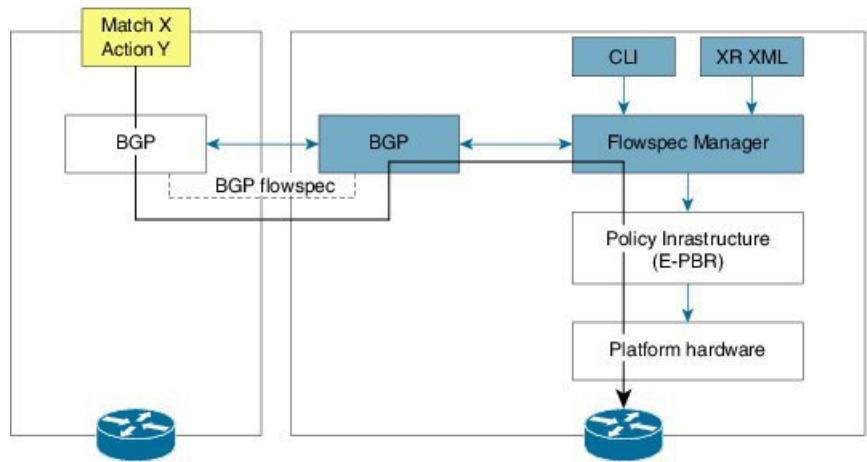 Match X
Action Y
CLI
XR XML
BGP
BGP
Flowspec Manager
BGP flowspec
Policy Inrastructure
(E-PBR)
Platform hardware